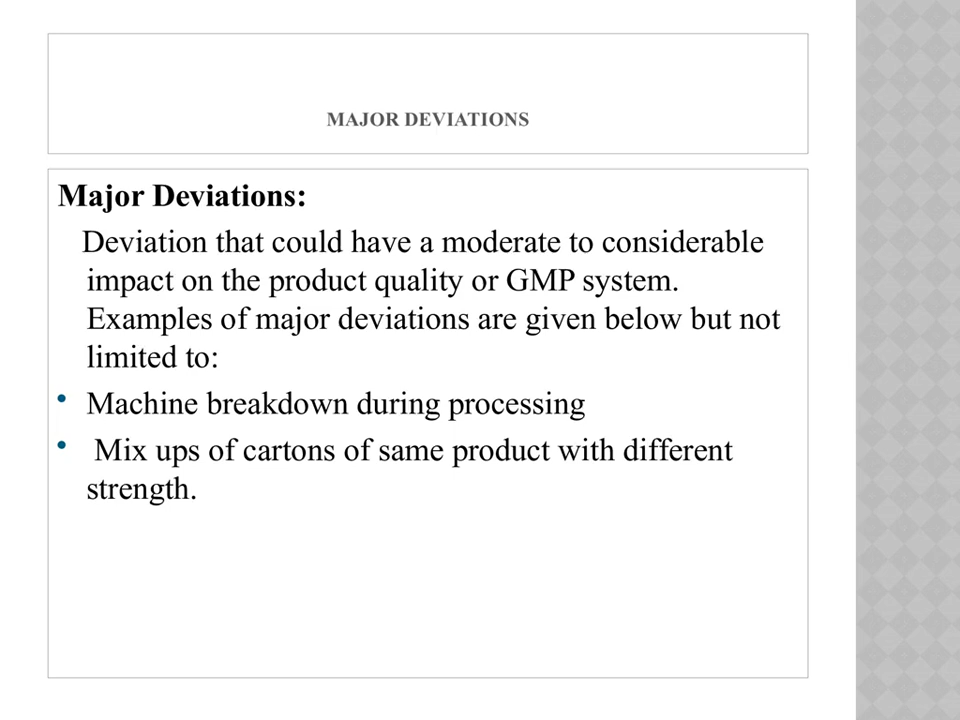 MAJOR DEVIATIONS
Major Deviations:
Deviation that could have a moderate to considerable
impact on the product quality or GMP system.
Examples of major deviations are given below but not
limited to:
• Machine breakdown during processing
• Mix ups of cartons of same product with different
strength.